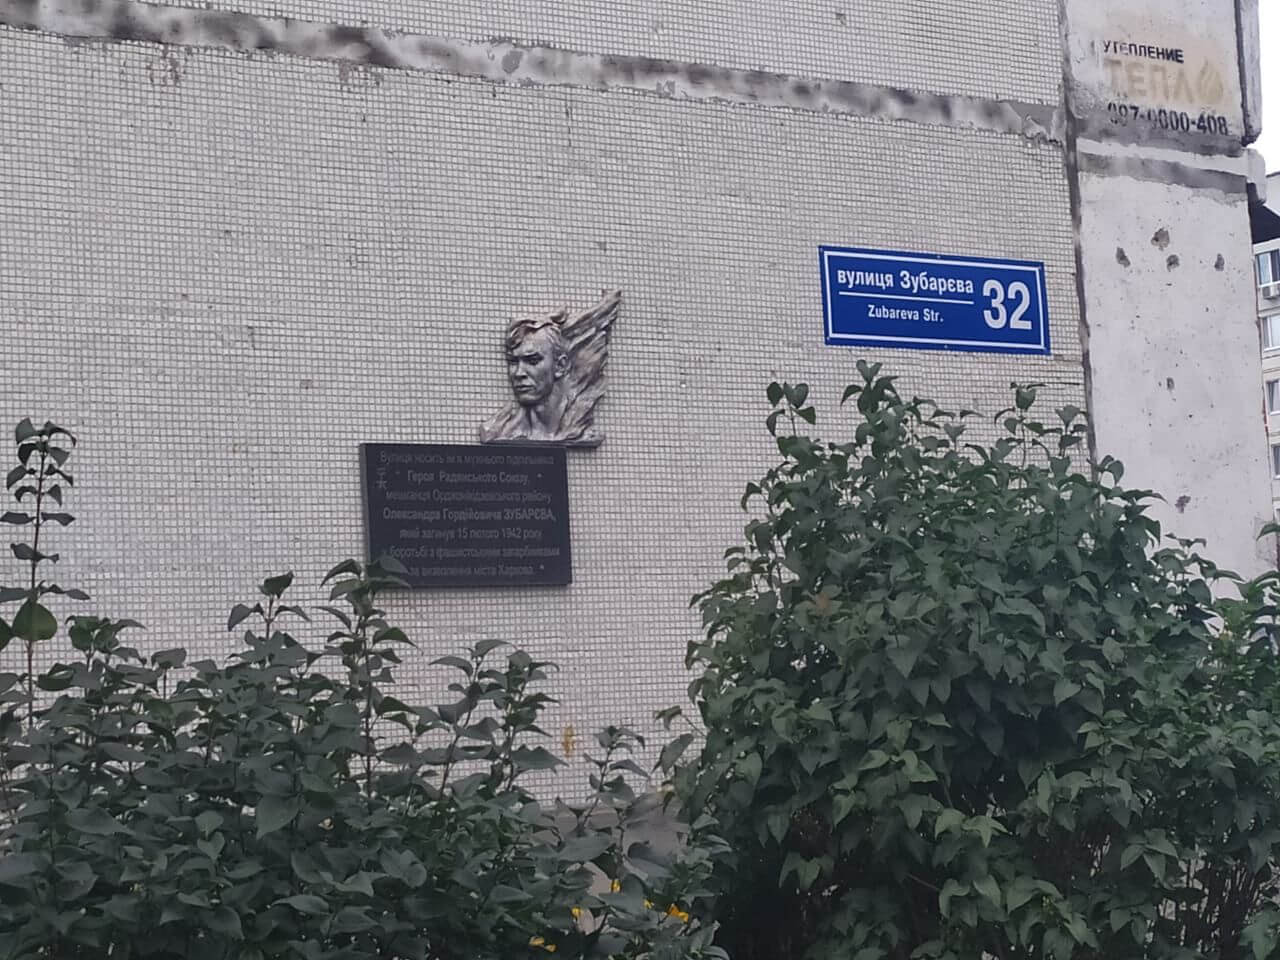 УТЕПЛЕНИЕ
ТЕПЛО
097-0000-408
вулиця Зубарєва
Zubareva Str.
32
Вулиця носить ім'я мужнього підпільника
Героя Радянського Союзу,
мешканця Орджонікідзевського району
Олександра Гордійовича ЗУБАРЄВА,
який загинув 15 лютого 1942 року
у боротьбі з фашистськими загарбниками
за визволення міста Харкова.